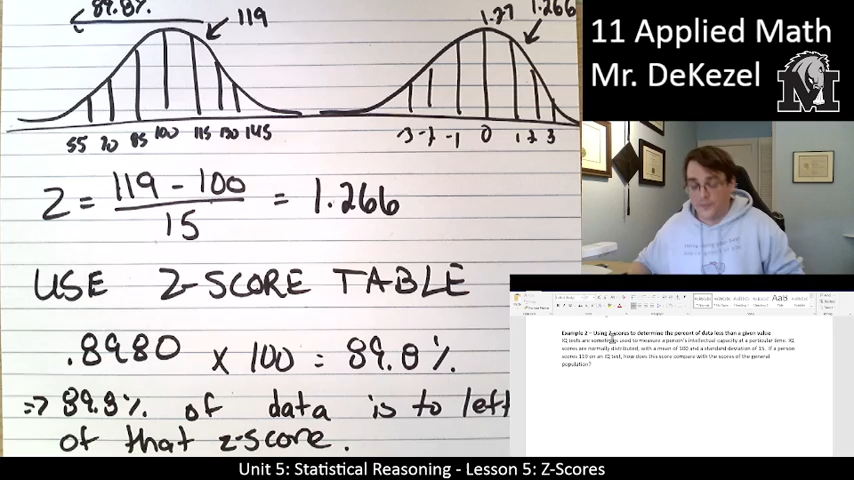 89.8%
119
1.27
1.266
55 70 85 100 115 130 145
-3 -2 -1 0 1 2 3
Z = 119 - 100 / 15 = 1.266
USE Z-SCORE TABLE
.8980 x 100 = 89.8%
=> 89.8% of data is to left
of that z-score.
11 Applied Math
Mr. DeKezel
M
Example 2 – Using Z-scores to determine the percent of data less than a given value
IQ tests are sometimes used to measure a person's intellectual capacity at a particular time. IQ
scores are normally distributed, with a mean of 100 and a standard deviation of 15. If a person
scores 119 on an IQ test, how does this score compare with the scores of the general
population?
Unit 5: Statistical Reasoning - Lesson 5: Z-Scores